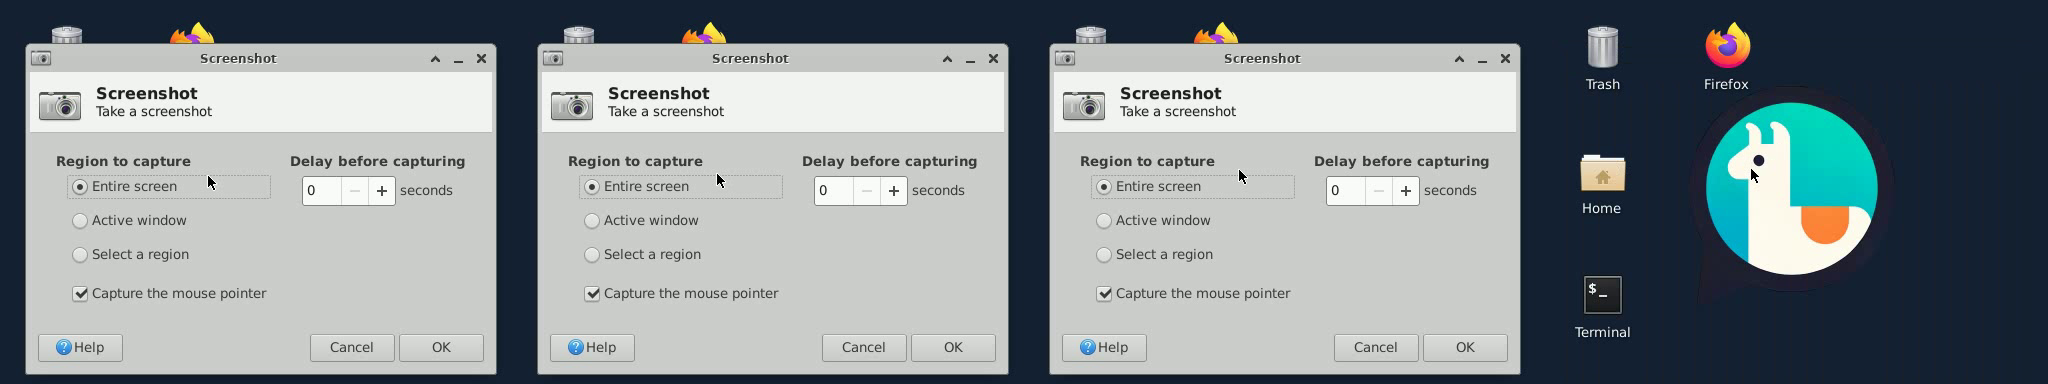 Screenshot
Screenshot
Take a screenshot
Region to capture
Entire screen
Active window
Select a region
Capture the mouse pointer
Delay before capturing
0 seconds
Help
Cancel
OK
Screenshot
Screenshot
Take a screenshot
Region to capture
Entire screen
Active window
Select a region
Capture the mouse pointer
Delay before capturing
0 seconds
Help
Cancel
OK
Screenshot
Screenshot
Take a screenshot
Region to capture
Entire screen
Active window
Select a region
Capture the mouse pointer
Delay before capturing
0 seconds
Help
Cancel
OK
Trash
Firefox
Home
$_
Terminal